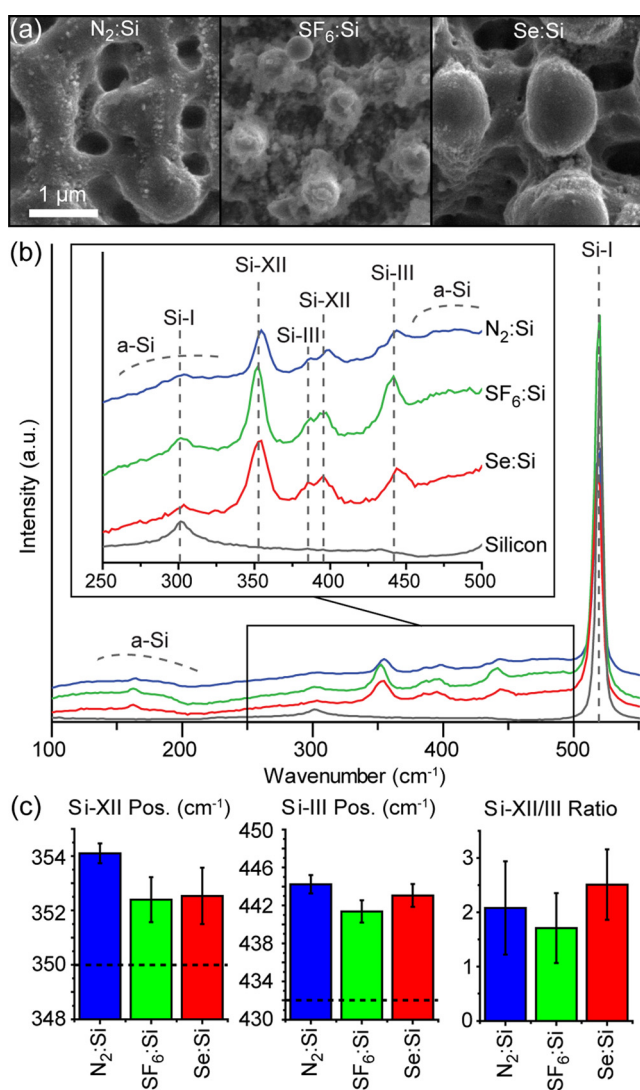 (a) N₂:Si SF₆:Si Se:Si
1 μm
(b)
Si-I
Si-XII
Si-XII Si-III
a-Si
Si-I Si-III
a-Si
N₂:Si
SF₆:Si
Se:Si
Silicon
250 300 350 400 450 500
Intensity (a.u.)
a-Si
100 200 300 400 500
Wavenumber (cm⁻¹)
(c) Si-XII Pos. (cm⁻¹) Si-III Pos. (cm⁻¹) Si-XII/III Ratio
354
352
350
348
N₂:Si SF₆:Si Se:Si
450
446
442
438
434
430
N₂:Si SF₆:Si Se:Si
3
2
1
0
N₂:Si SF₆:Si Se:Si